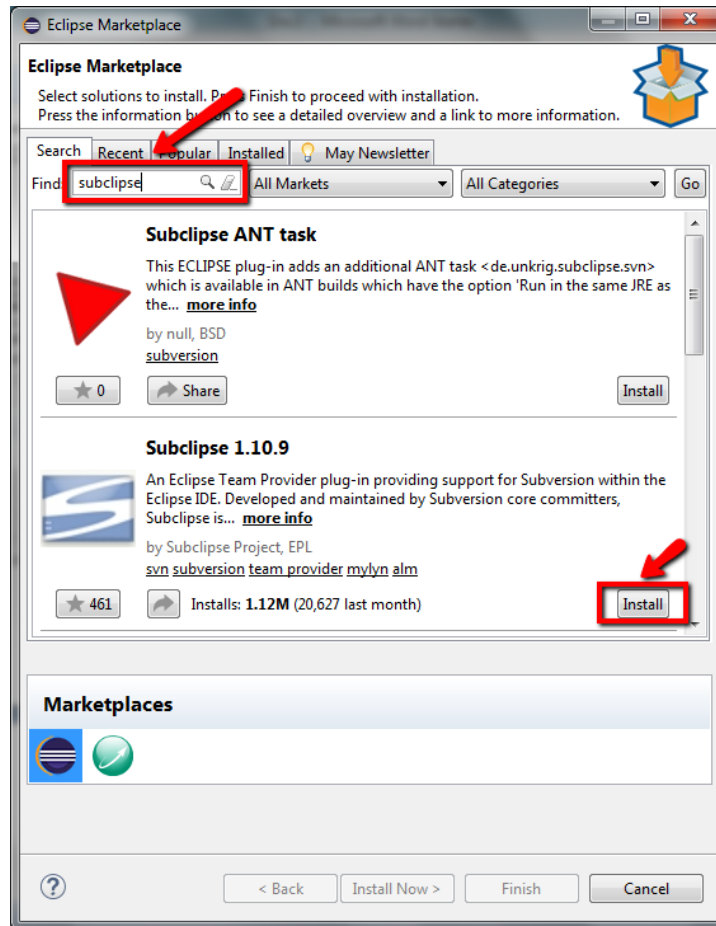 Eclipse Marketplace
Eclipse Marketplace
Select solutions to install. Finish to proceed with installation.
Press the information button to see a detailed overview and a link to more information.
Search Recent Popular Installed May Newsletter
Find: subclipse All Markets All Categories Go
Subclipse ANT task
This ECLIPSE plug-in adds an additional ANT task <de.unkrig.subclipse.svn>
which is available in ANT builds which have the option 'Run in the same JRE as
the... more info
by null, BSD
subversion
0 Share Install
Subclipse 1.10.9
An Eclipse Team Provider plug-in providing support for Subversion within the
Eclipse IDE. Developed and maintained by Subversion core committers,
Subclipse is... more info
by Subclipse Project, EPL
svn subversion team provider mylyn alm
461 Installs: 1.12M (20,627 last month) Install
Marketplaces
? < Back Install Now > Finish Cancel